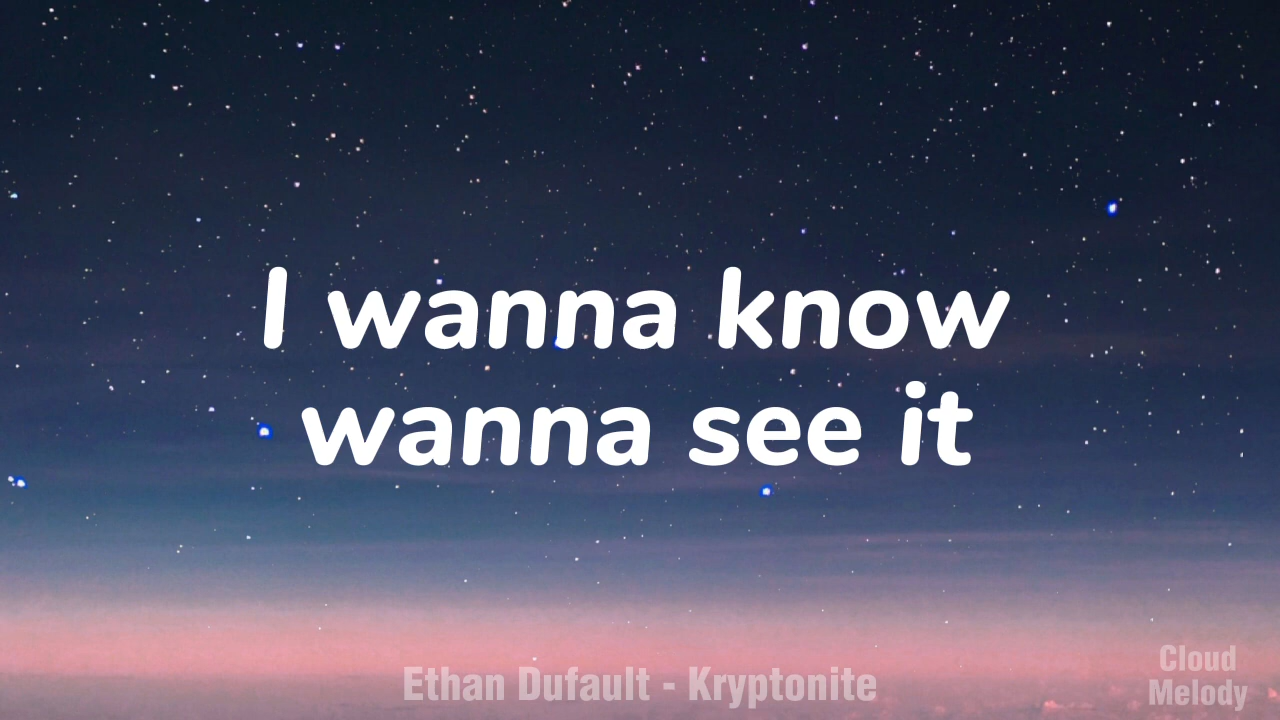 I wanna know
wanna see it
Ethan Dufault - Kryptonite
Cloud
Melody